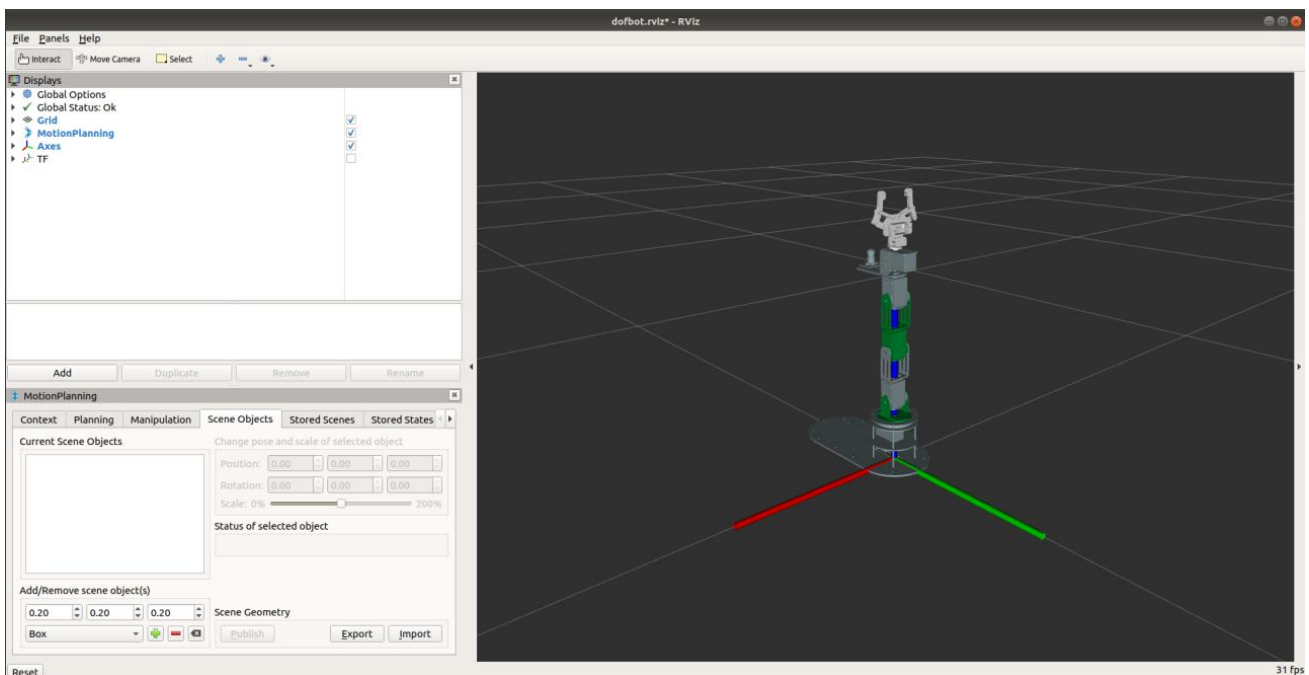 dofbot.rviz* - RViz
File Panels Help
Interact Move Camera Select
Displays
Global Options
Global Status: Ok
Grid
MotionPlanning
Axes
TF
Add Duplicate Remove Rename
MotionPlanning
Context Planning Manipulation Scene Objects Stored Scenes Stored States
Current Scene Objects
Change pose and scale of selected object
Position: 0.00 0.00 0.00
Rotation: 0.00 0.00 0.00
Scale: 0% 200%
Status of selected object
Add/Remove scene object(s)
0.20 0.20 0.20
Scene Geometry
Box
Publish Export Import
Reset
31 fps